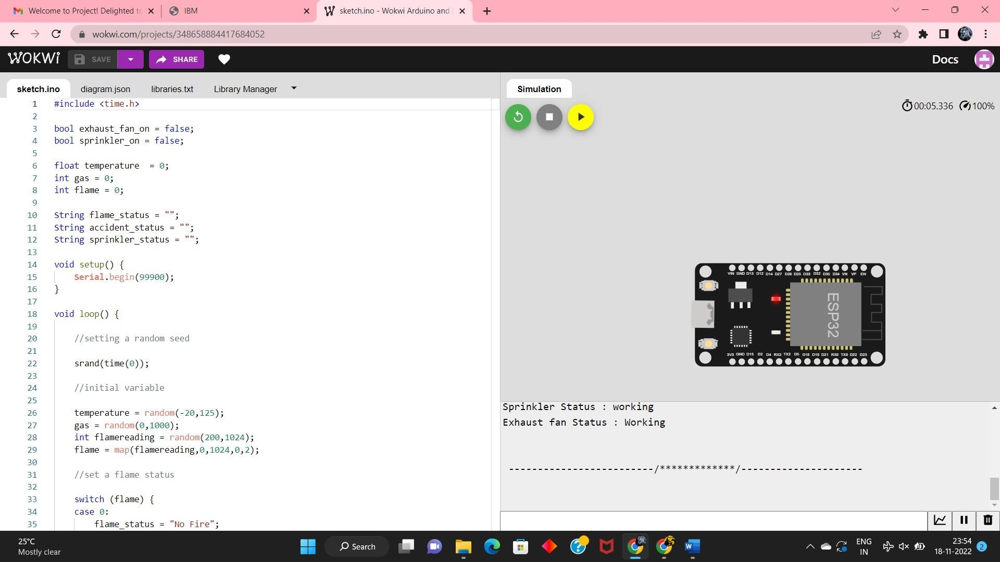 Welcome to Project! Delighted to
IBM
sketch.ino - Wokwi Arduino and
wokwi.com/projects/348658884417684052
WOKWi
SAVE
SHARE
Docs
sketch.ino
diagram.json
libraries.txt
Library Manager
Simulation
00:05.336
100%
1 #include <time.h>
2
3 bool exhaust_fan_on = false;
4 bool sprinkler_on = false;
5
6 float temperature  = 0;
7 int gas = 0;
8 int flame = 0;
9
10 String flame_status = "";
11 String accident_status = "";
12 String sprinkler_status = "";
13
14 void setup() {
15     Serial.begin(99900);
16 }
17
18 void loop() {
19
20     //setting a random seed
21
22     srand(time(0));
23
24     //initial variable
25
26     temperature = random(-20,125);
27     gas = random(0,1000);
28     int flamereading = random(200,1024);
29     flame = map(flamereading,0,1024,0,2);
30
31     //set a flame status
32
33     switch (flame) {
34     case 0:
35         flame_status = "No Fire";
VIN GND D13 D12 D14 D27 D26 D25 D33 D32 D35 D34 VN VP EN
ESP32
3V3 GND D15 D2 D4 RX2 TX2 D5 D18 D19 D21 RX0 TX0 D22 D23
Sprinkler Status : working
Exhaust fan Status : Working
-------------------------/*************/---------------------
25°C
Mostly clear
Search
ENG
IN
23:54
18-11-2022
2